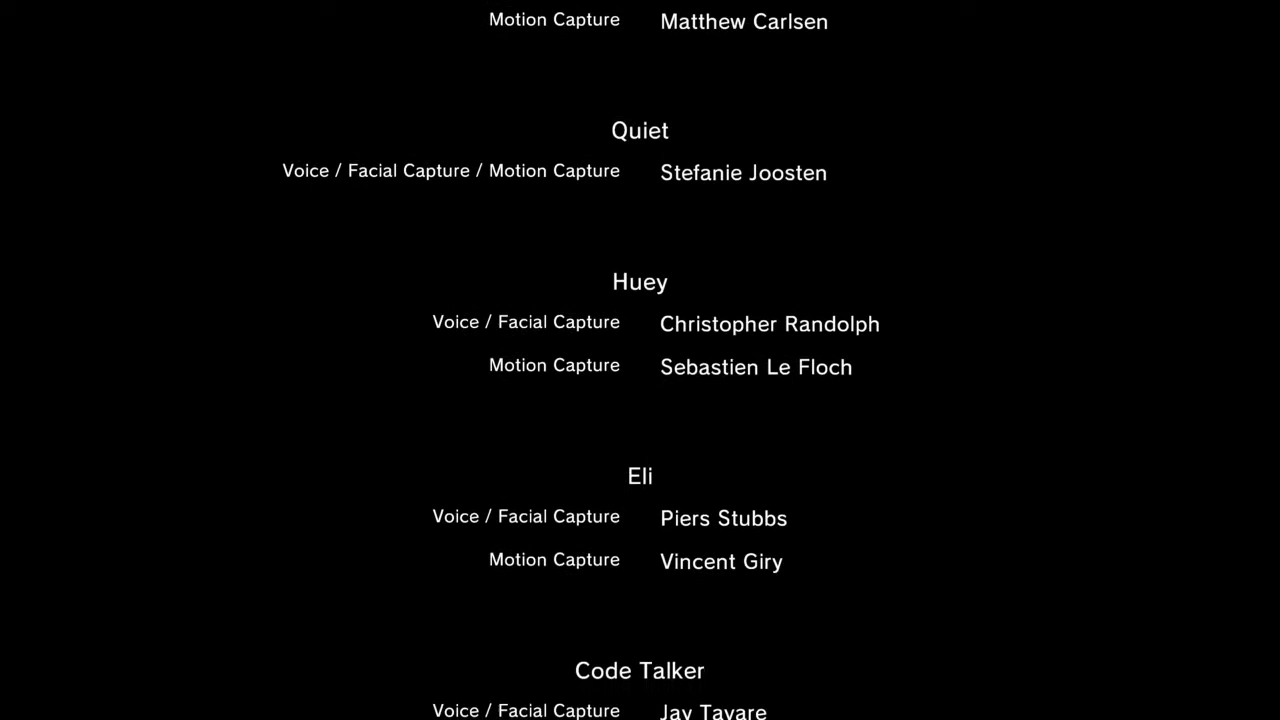 Motion Capture Matthew Carlsen
Quiet
Voice / Facial Capture / Motion Capture Stefanie Joosten
Huey
Voice / Facial Capture Christopher Randolph
Motion Capture Sebastien Le Floch
Eli
Voice / Facial Capture Piers Stubbs
Motion Capture Vincent Giry
Code Talker
Voice / Facial Capture Jay Tavare